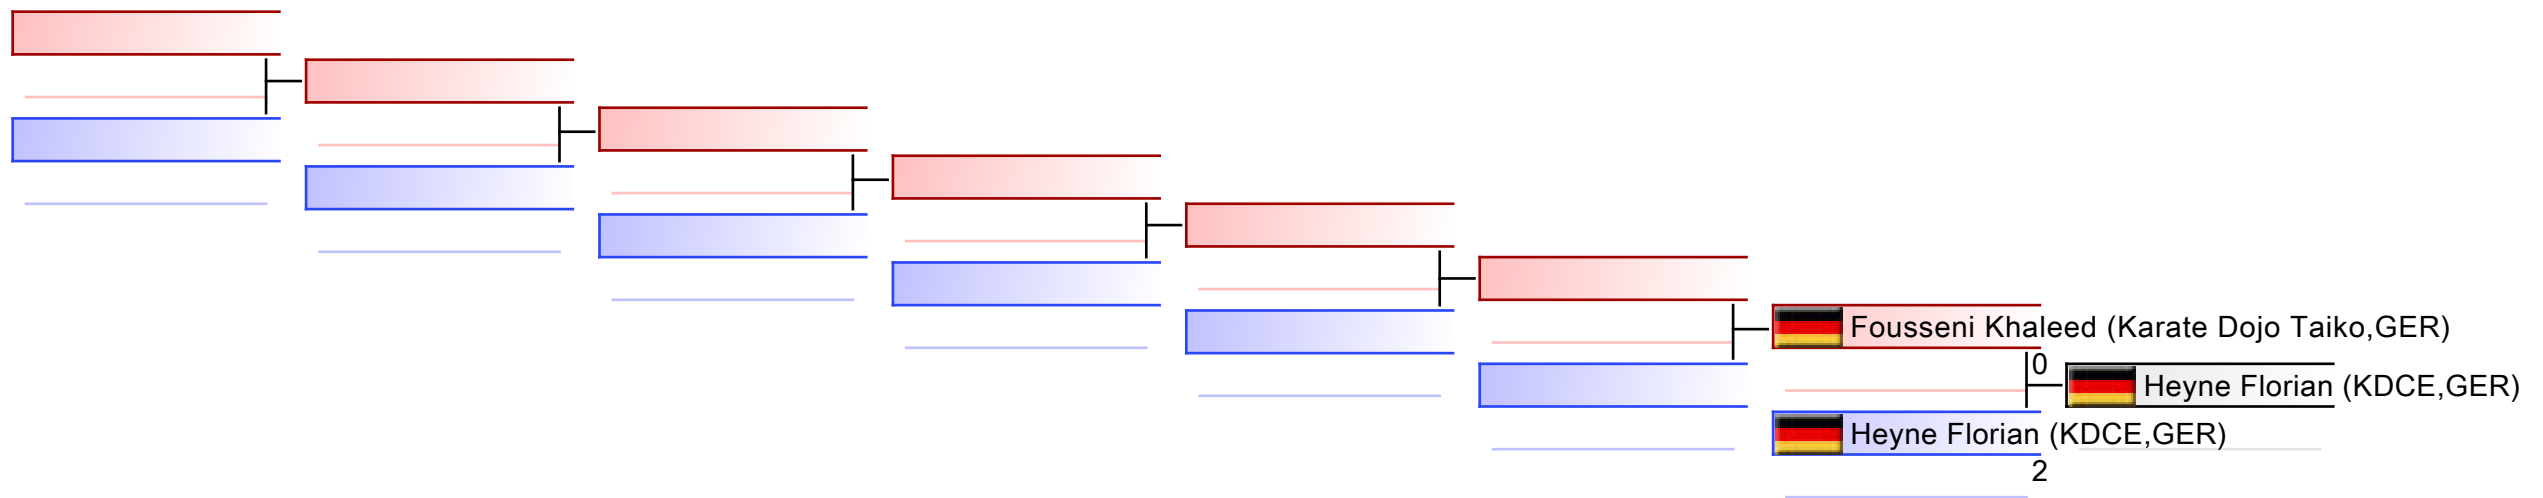 Fousseni Khaleed (Karate Dojo Taiko,GER)
0
Heyne Florian (KDCE,GER)
Heyne Florian (KDCE,GER)
2